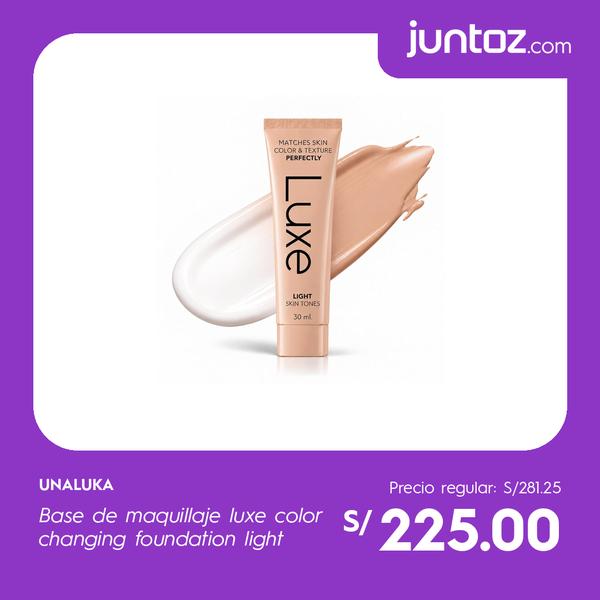 juntoz.com
MATCHES SKIN
COLOR & TEXTURE
PERFECTLY
Luxe
LIGHT
SKIN TONES
30 ml.
UNALUKA
Base de maquillaje luxe color
changing foundation light
Precio regular: S/281.25
S/225.00